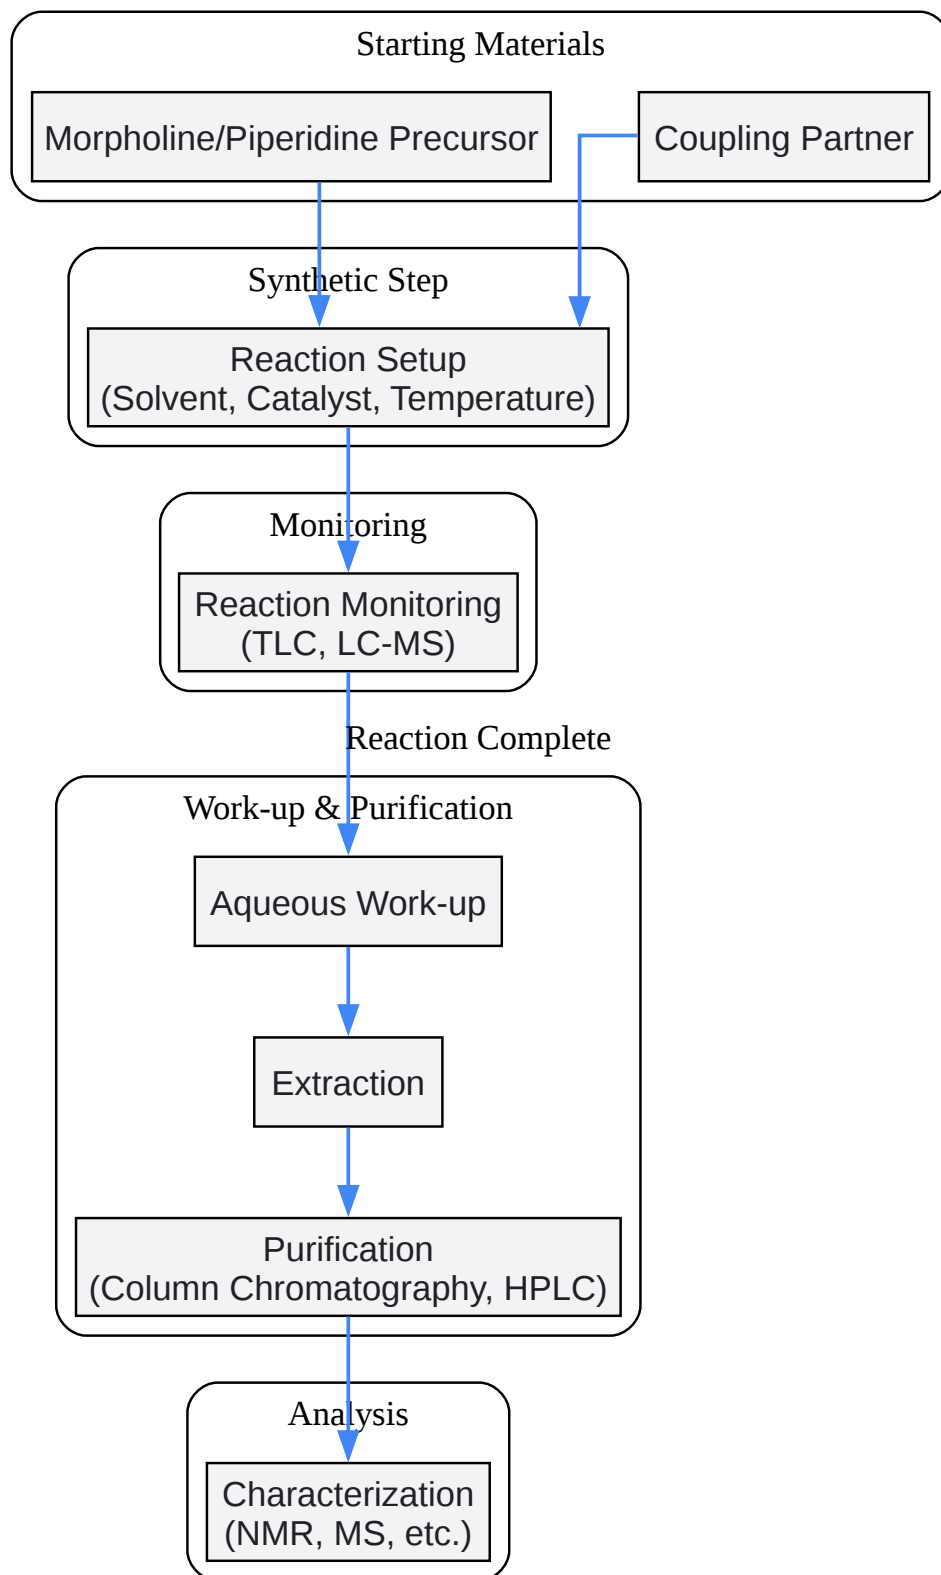 Starting Materials
Morpholine/Piperidine Precursor
Coupling Partner
Synthetic Step
Reaction Setup
(Solvent, Catalyst, Temperature)
Monitoring
Reaction Monitoring
(TLC, LC-MS)
Reaction Complete
Work-up & Purification
Aqueous Work-up
Extraction
Purification
(Column Chromatography, HPLC)
Analysis
Characterization
(NMR, MS, etc.)